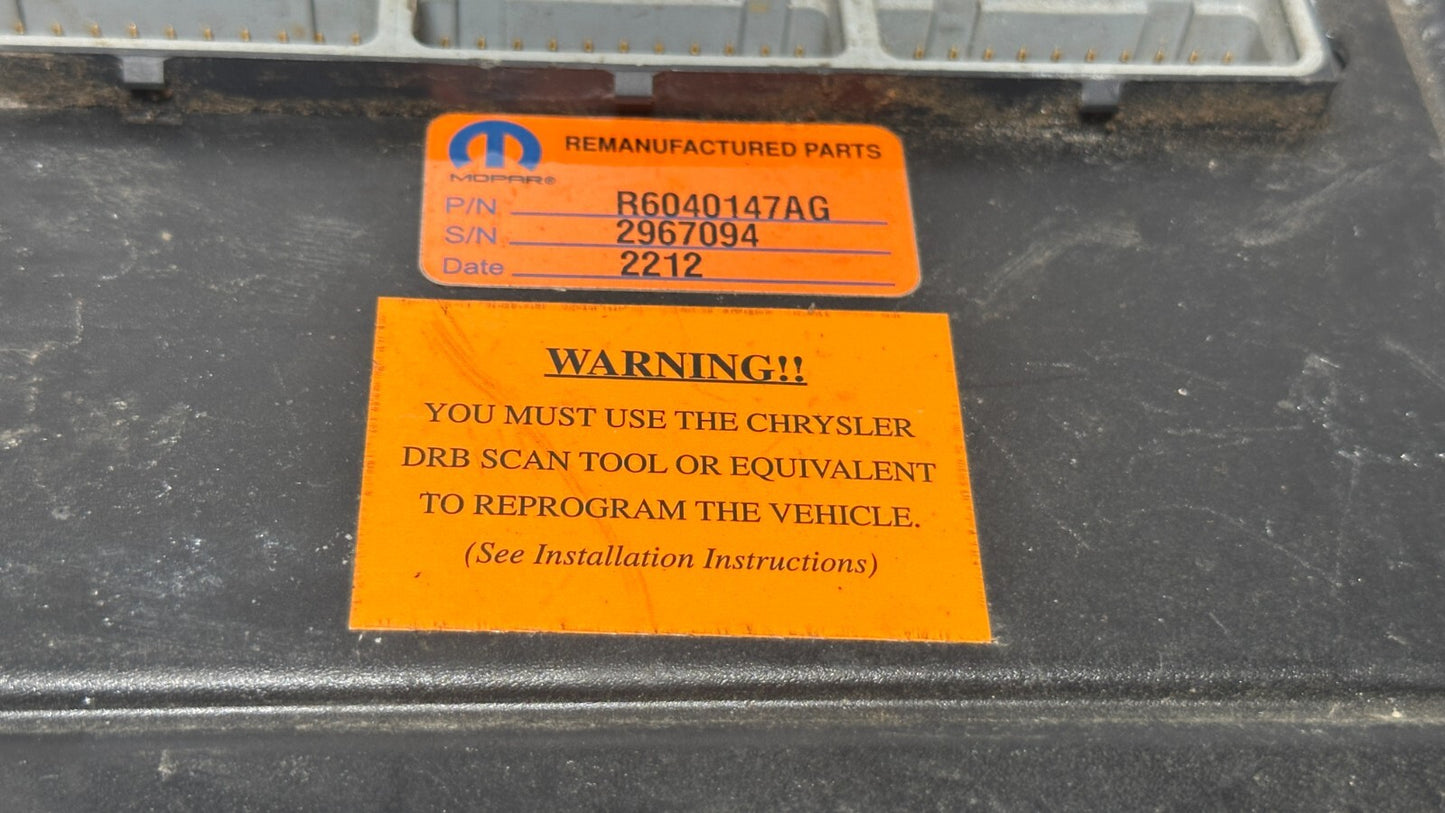 MOPAR®
REMANUFACTURED PARTS
P/N R6040147AG
S/N 2967094
Date 2212
WARNING!!
YOU MUST USE THE CHRYSLER
DRB SCAN TOOL OR EQUIVALENT
TO REPROGRAM THE VEHICLE.
(See Installation Instructions)